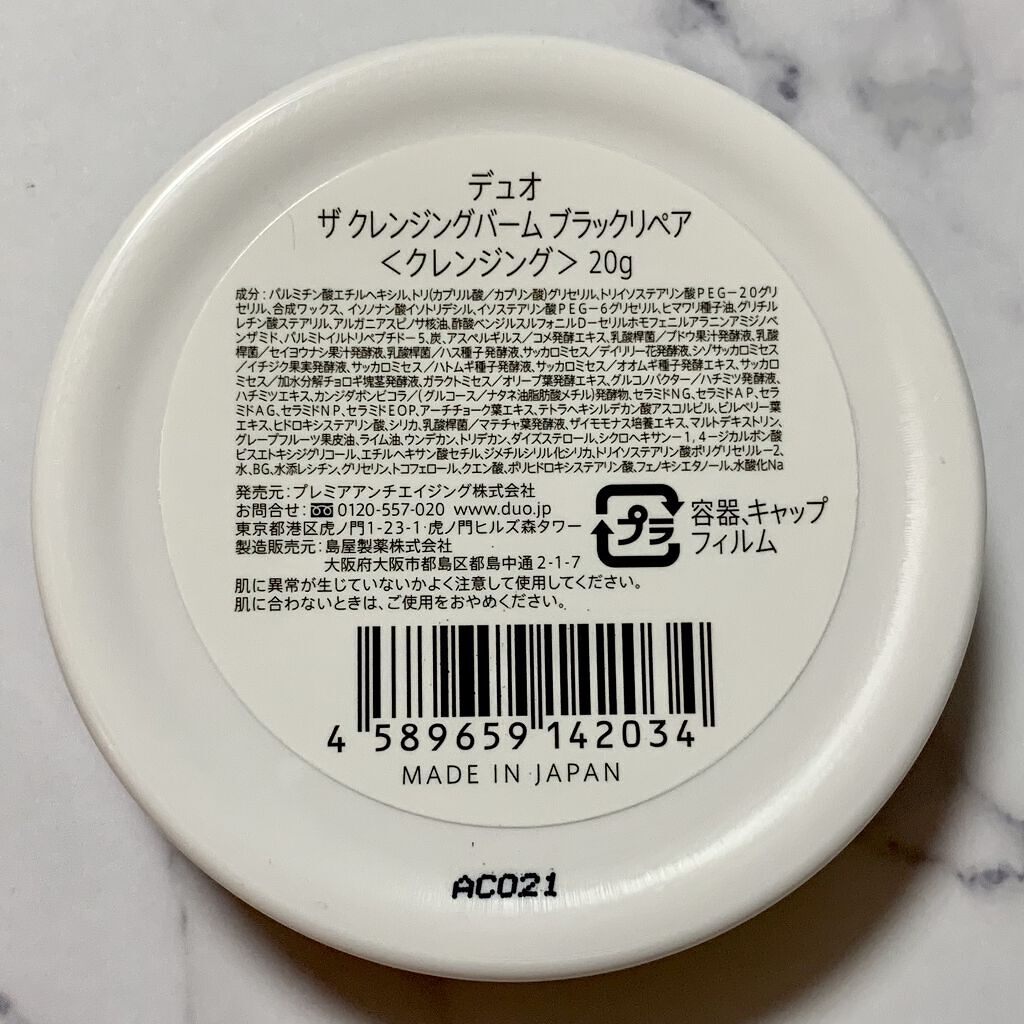 デュオ
ザ クレンジングバーム ブラックリペア
＜クレンジング＞ 20g
成分：パルミチン酸エチルヘキシル、トリ(カプリル酸／カプリン酸)グリセリル、トリイソステアリン酸PEG－20グリ
セリル、合成ワックス、イソノナン酸イソトリデシル、イソステアリン酸PEG－6グリセリル、ヒマワリ種子油、グリチル
レチン酸ステアリル、アルガニアスピノサ核油、酢酸ベンジルスルフォニルD－セリルホモフェニルアラニンアミジノベ
ンザミド、パルミトイルトリペプチド－5、炭、アスペルギルス／コメ発酵エキス、乳酸桿菌／ブドウ果汁発酵液、乳酸
桿菌／セイヨウナシ果汁発酵液、乳酸桿菌／ハス種子発酵液、サッカロミセス／デイリリー花発酵液、シゾサッカロミセス
／イチジク果実発酵液、サッカロミセス／ハトムギ種子発酵液、サッカロミセス／オオムギ種子発酵エキス、サッカロ
ミセス／加水分解チョロギ塊茎発酵液、ガラクトミセス／オリーブ葉発酵エキス、グルコノバクター／ハチミツ発酵液、
ハチミツエキス、カンジダボンビコラ／(グルコース／ナタネ油脂肪酸メチル)発酵物、セラミドNG、セラミドAP、セラ
ミドAG、セラミドNP、セラミドEOP、アーチチョーク葉エキス、テトラヘキシルデカン酸アスコルビル、ビルベリー葉
エキス、ヒドロキシステアリン酸、シリカ、乳酸桿菌／マテチャ葉発酵液、ザイモモナス培養エキス、マルトデキストリン、
グレープフルーツ果皮油、ライム油、ウンデカン、トリデカン、ダイズステロール、シクロヘキサン－1,4－ジカルボン酸
ビスエトキシジグリコール、エチルヘキサン酸セチル、ジメチルシリル化シリカ、トリイソステアリン酸ポリグリセリル－2、
水、BG、水添レシチン、グリセリン、トコフェロール、クエン酸、ポリヒドロキシステアリン酸、フェノキシエタノール、水酸化Na
発売元：プレミアアンチエイジング株式会社
お問合せ：0120-557-020 www.duo.jp
東京都港区虎ノ門1-23-1・虎ノ門ヒルズ森タワー
製造販売元：島屋製薬株式会社
大阪府大阪市都島区都島中通2-1-7
プラ
容器、キャップ
フィルム
肌に異常が生じていないかよく注意して使用してください。
肌に合わないときは、ご使用をおやめください。
4 589659 142034
MADE IN JAPAN
AC021